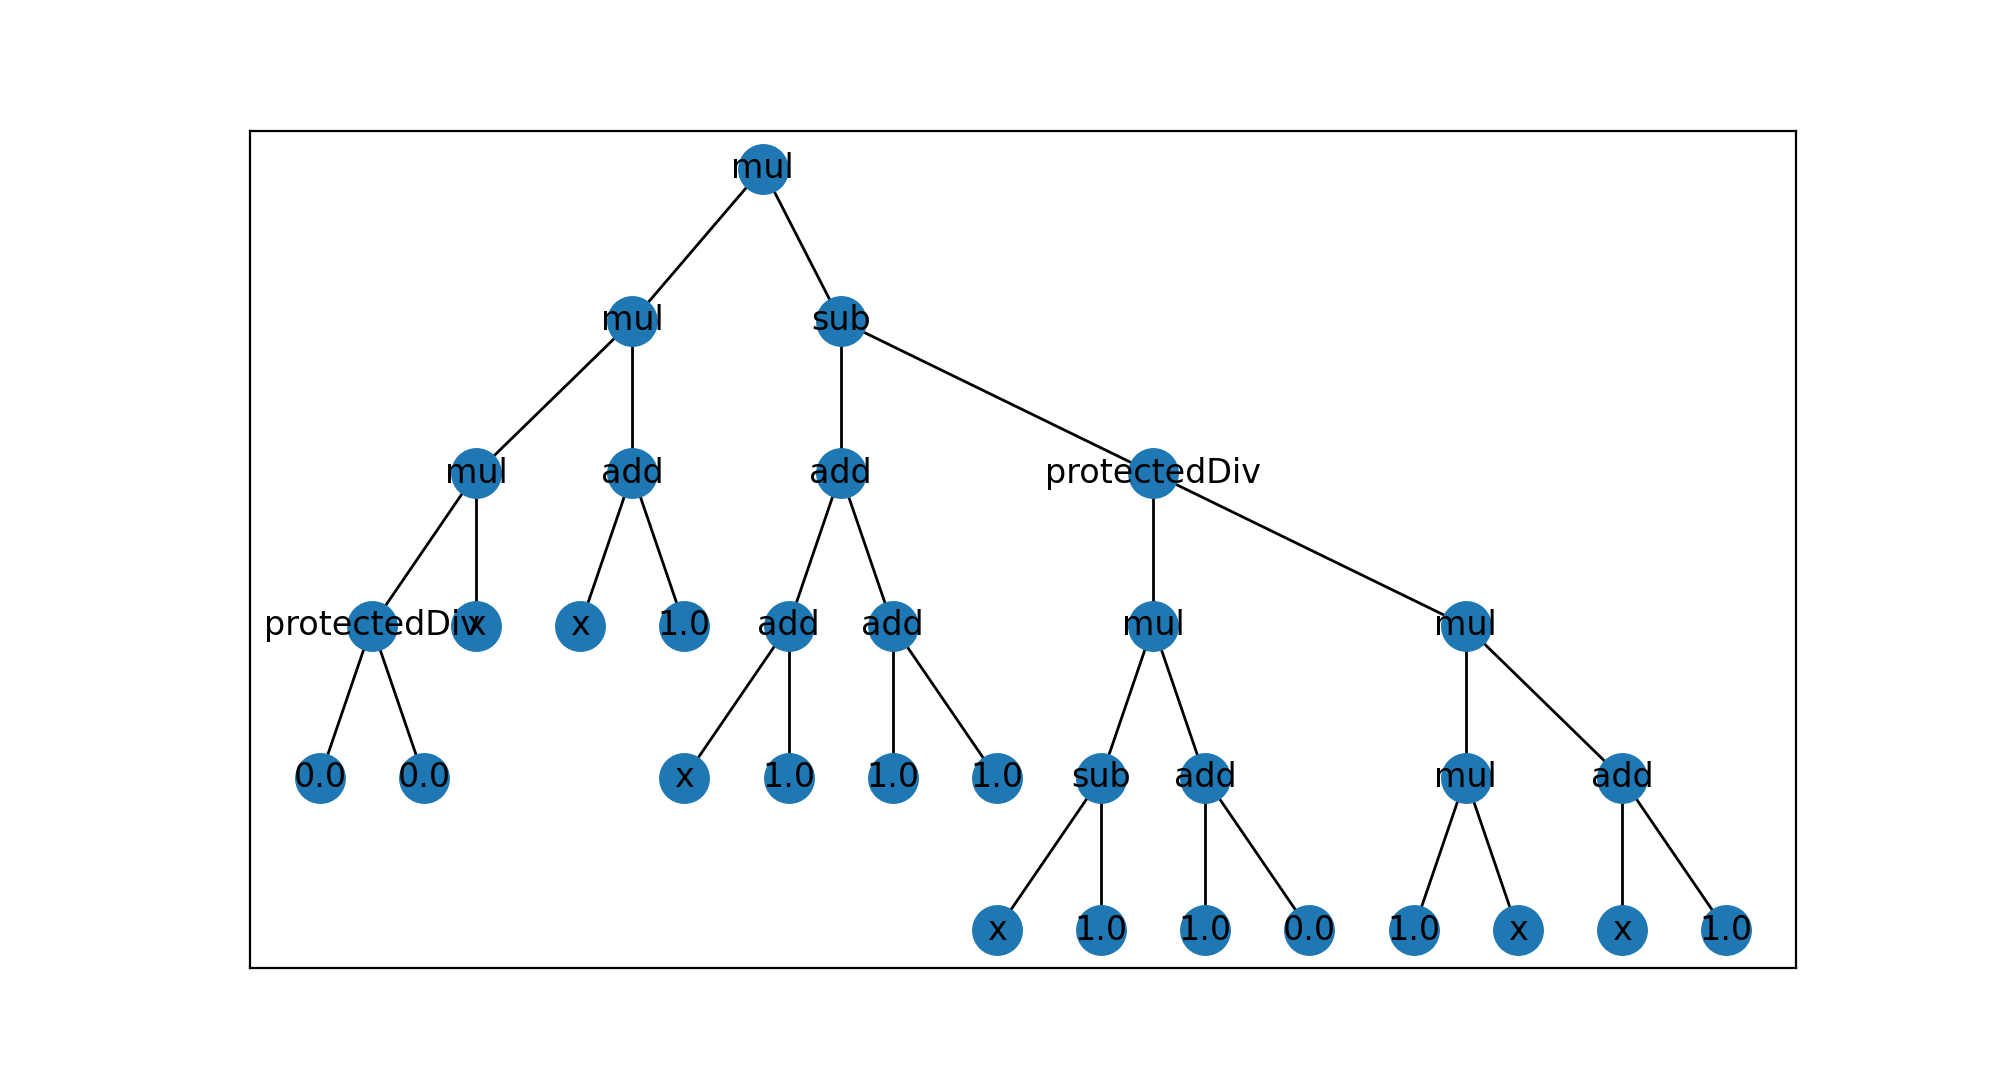 mul
mul sub
mul add add protectedDiv
protectedDiv x x 1.0 add add mul mul
0.0 0.0 x 1.0 1.0 1.0 sub add mul add
x 1.0 1.0 0.0 1.0 x x 1.0